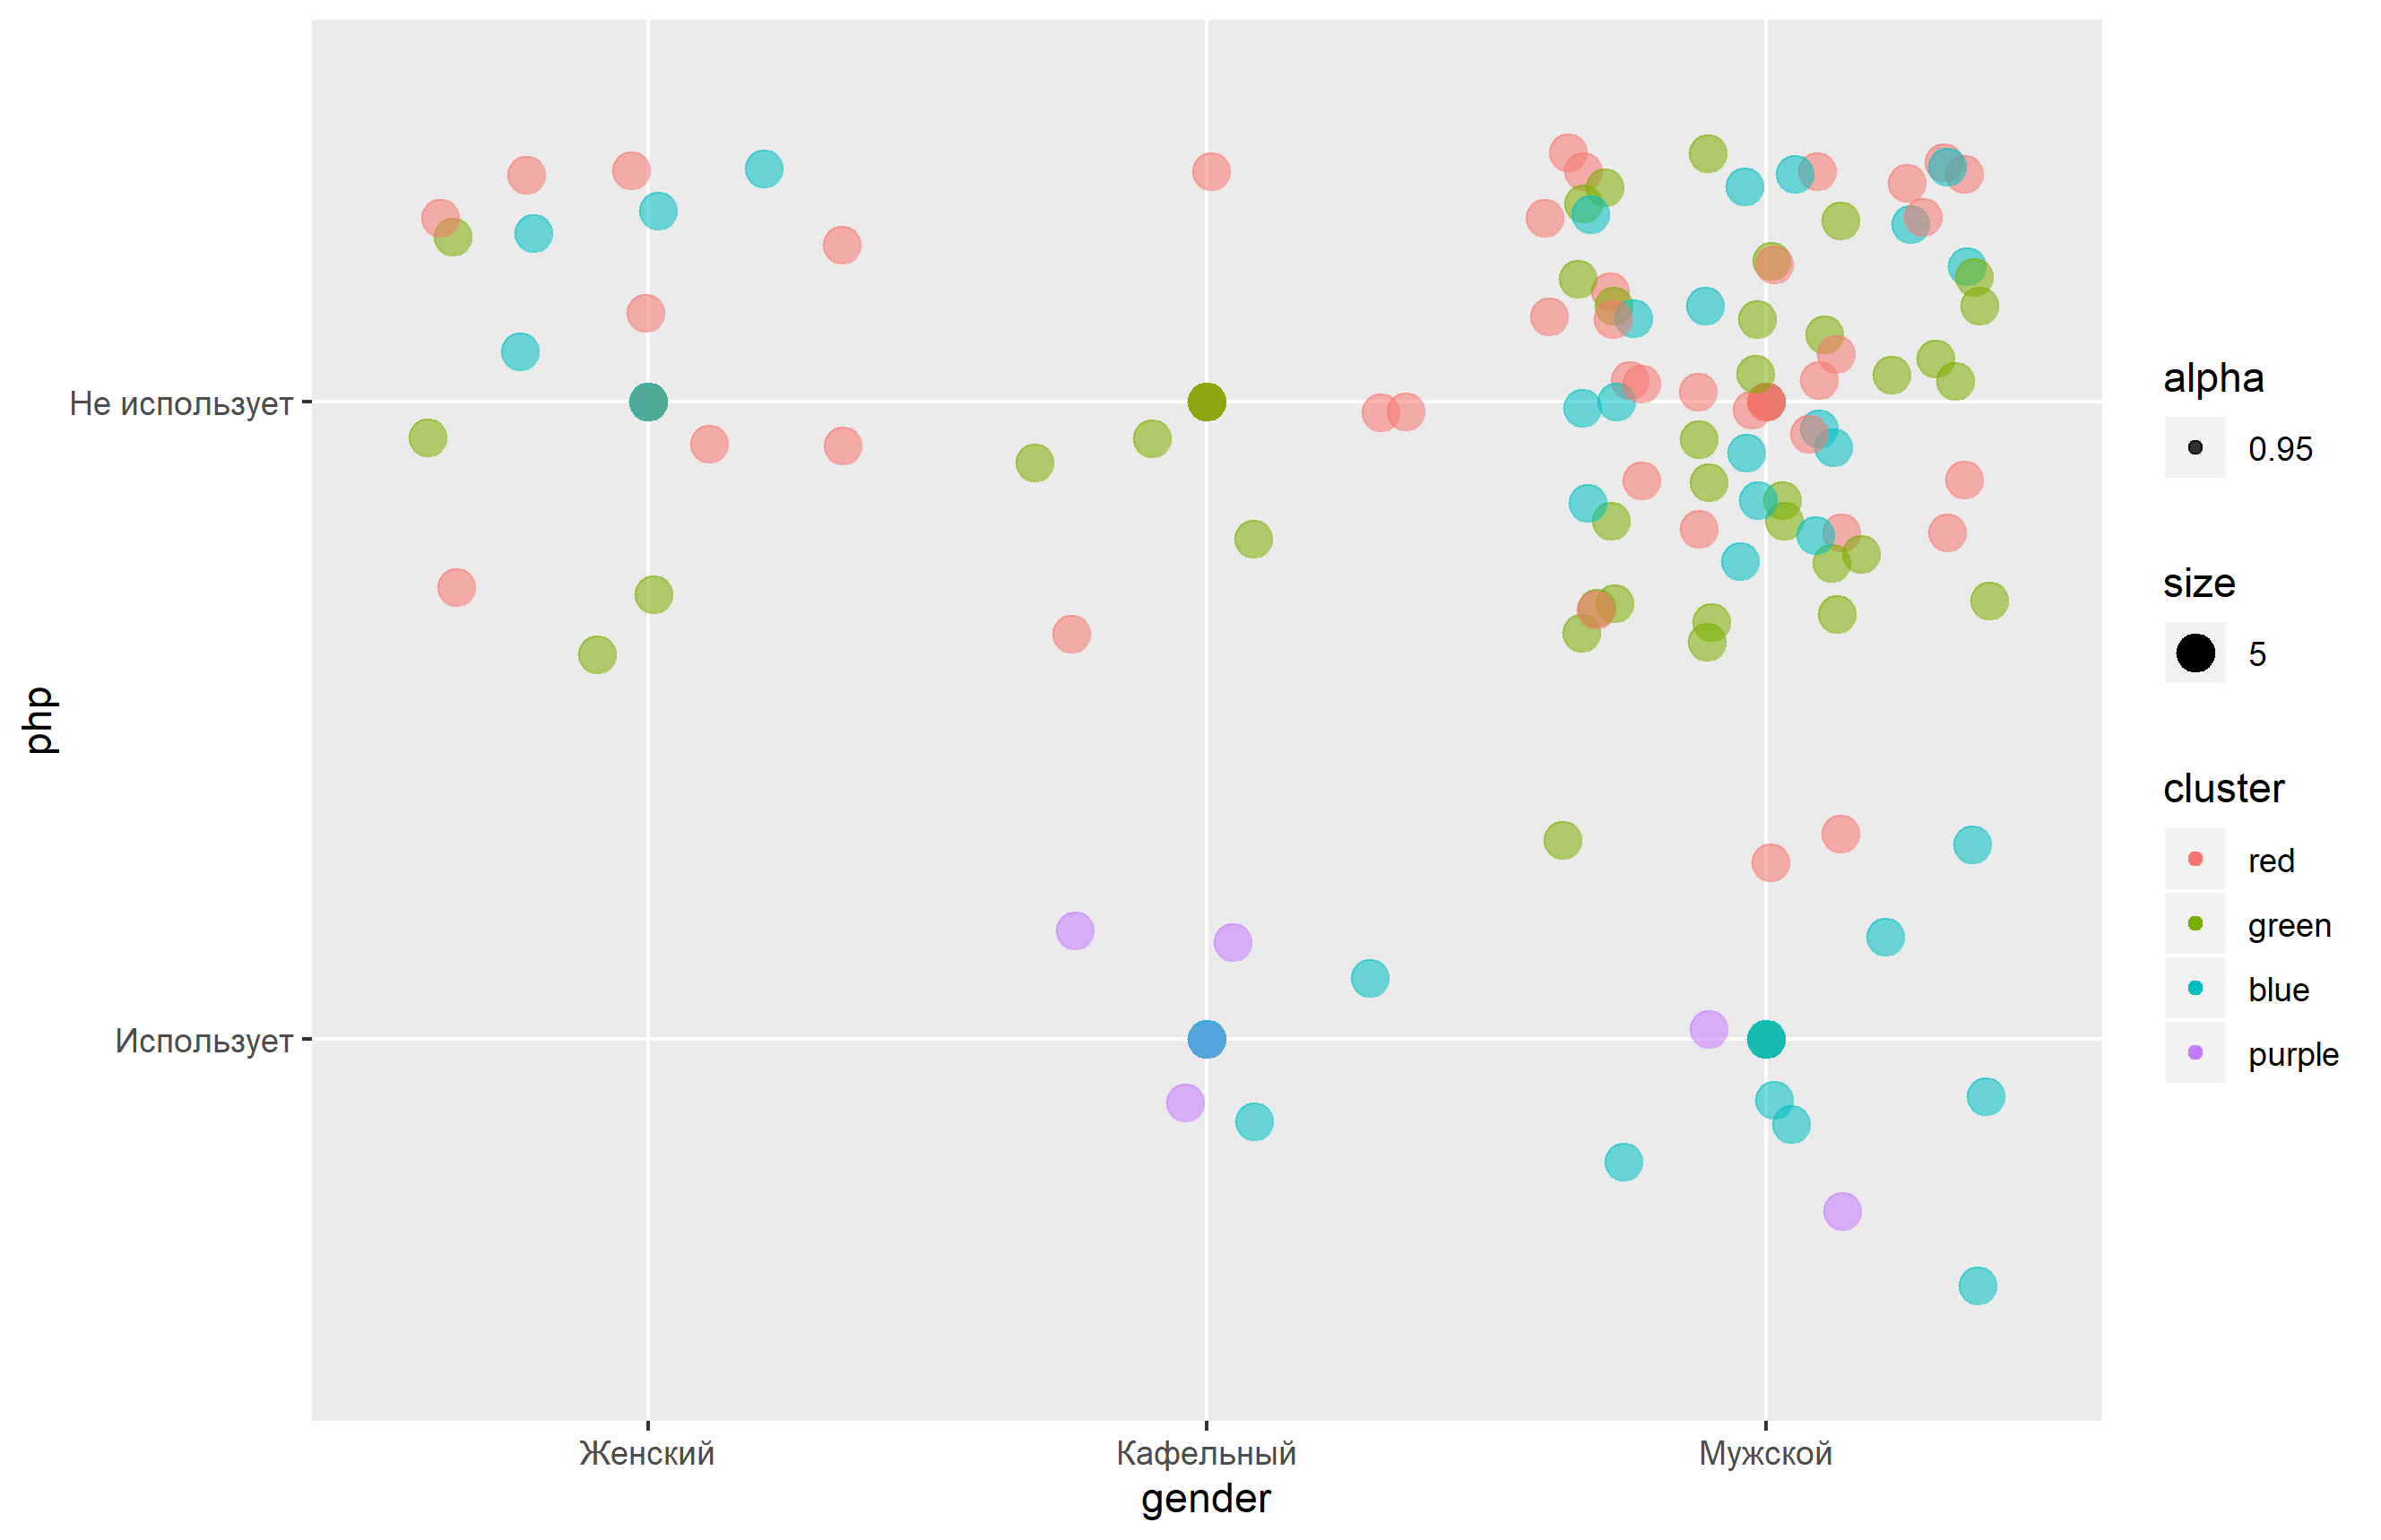 php
Не использует
Использует
Женский
Кафельный
Мужской
gender
alpha
0.95
size
5
cluster
red
green
blue
purple